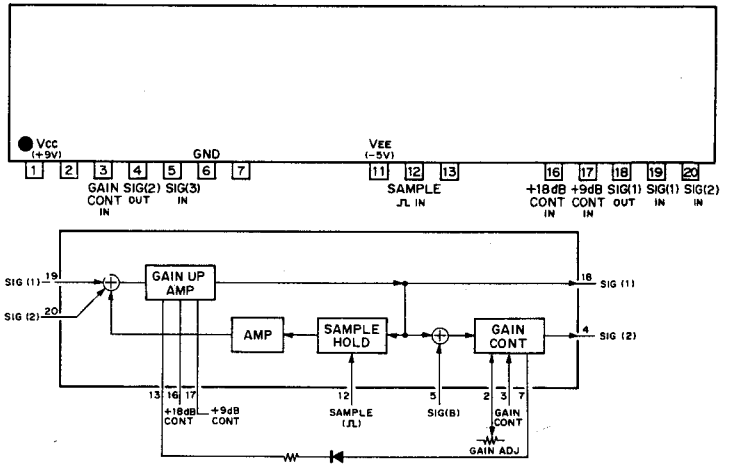 VCC
(+9V)
GND
VEE
(-5V)
1 2 3 4 5 6 7 11 12 13 16 17 18 19 20
GAIN CONT IN
SIG(2) OUT
SIG(3) IN
SAMPLE
⎍ IN
+18dB CONT IN
+9dB CONT IN
SIG(1) OUT
SIG(1) IN
SIG(2) IN
SIG (1) 19
GAIN UP
AMP
18 SIG (1)
20
SIG (2)
AMP
SAMPLE
HOLD
GAIN
CONT
4 SIG (2)
13 16 17 12 5 2 3 7
+18dB
CONT
+9dB
CONT
SAMPLE
(⎍)
SIG(B)
GAIN
CONT
GAIN ADJ